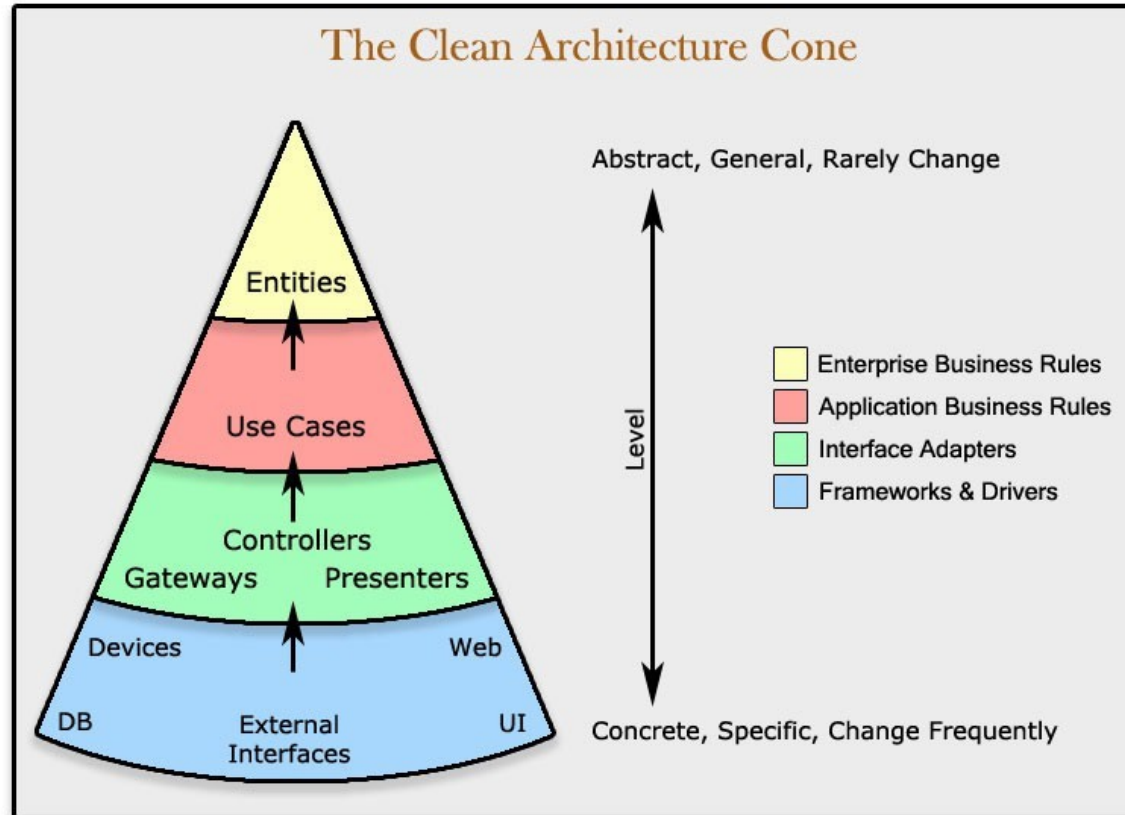 The Clean Architecture Cone
Abstract, General, Rarely Change
Entities
Use Cases
Controllers
Gateways Presenters
Devices Web
DB External UI
Interfaces
Level
Enterprise Business Rules
Application Business Rules
Interface Adapters
Frameworks & Drivers
Concrete, Specific, Change Frequently